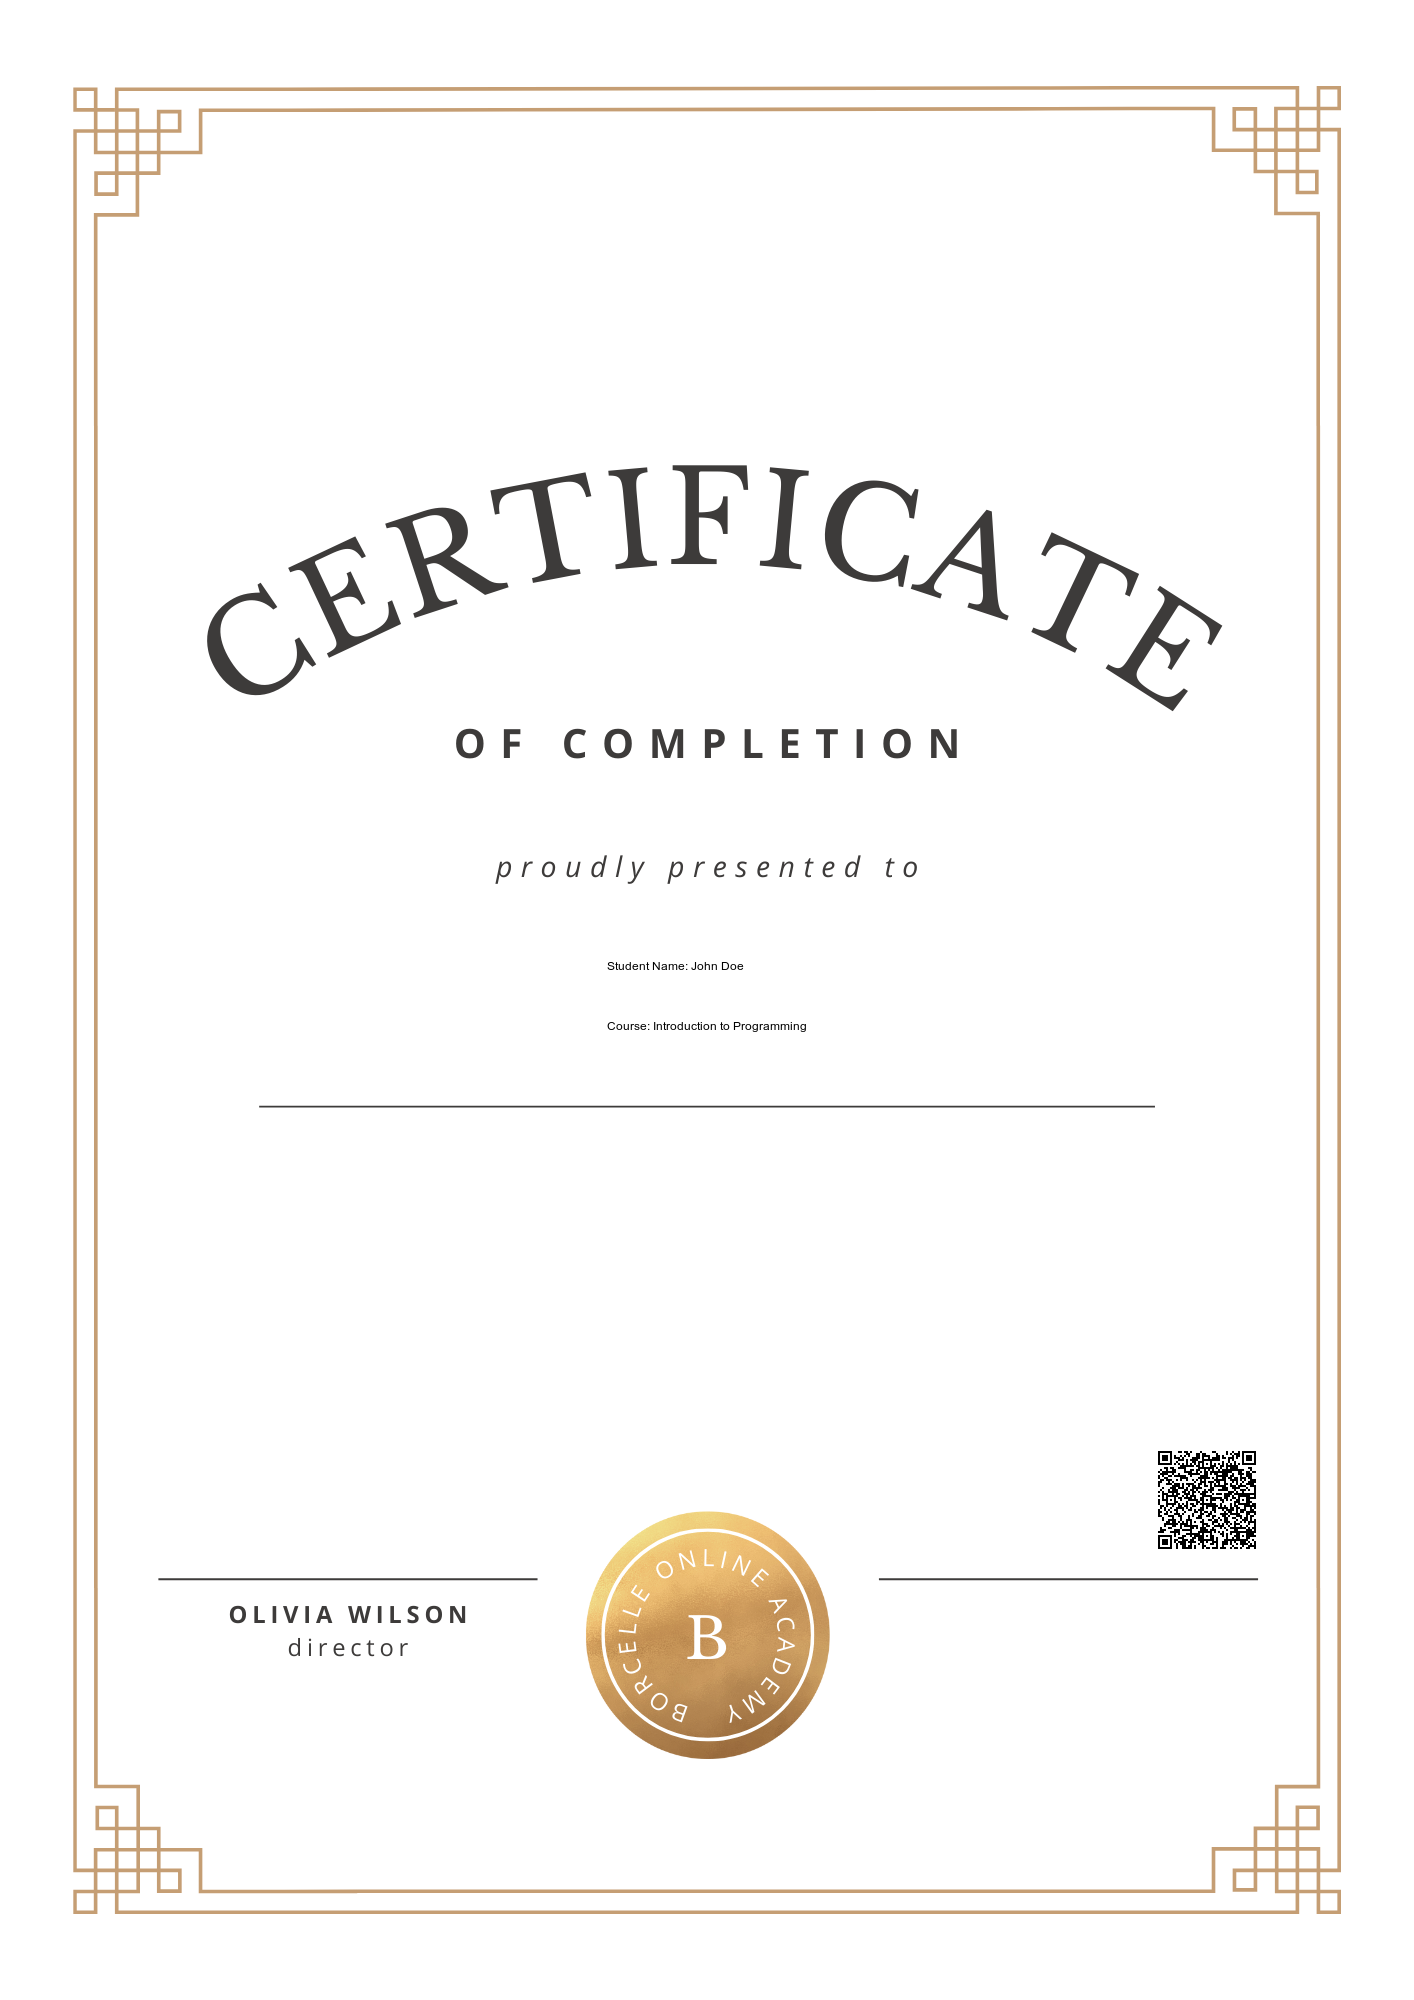 CERTIFICATE
OF COMPLETION
proudly presented to
Student Name: John Doe
Course: Introduction to Programming
OLIVIA WILSON
director
BORCELLE ONLINE ACADEMY
B